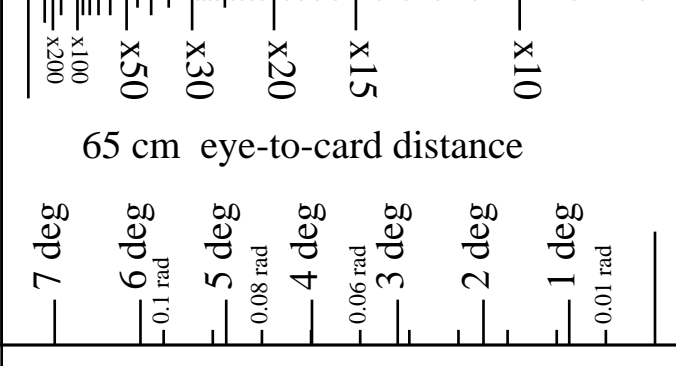 x200 x100 x50 x30 x20 x15 x10
65 cm eye-to-card distance
7 deg 6 deg 0.1 rad 5 deg 0.08 rad 4 deg 0.06 rad 3 deg 2 deg 1 deg 0.01 rad